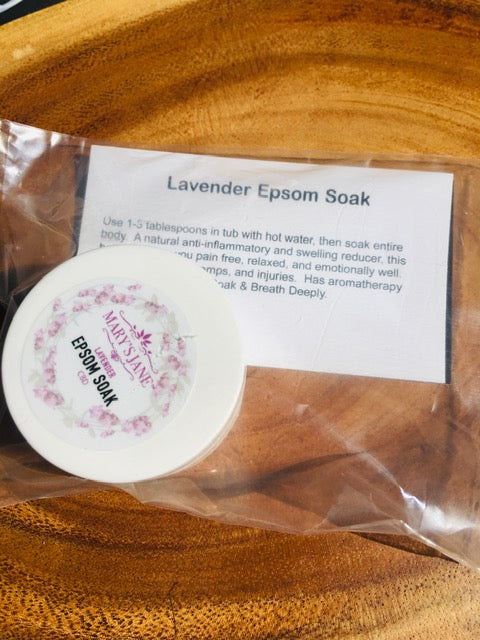 Lavender Epsom Soak
Use 1-5 tablespoons in tub with hot water, then soak entire
body. A natural anti-inflammatory and swelling reducer, this
you pain free, relaxed, and emotionally well.
and injuries. Has aromatherapy
& Breath Deeply.
MARY'S JANE
LAVENDER
EPSOM SOAK
CBD